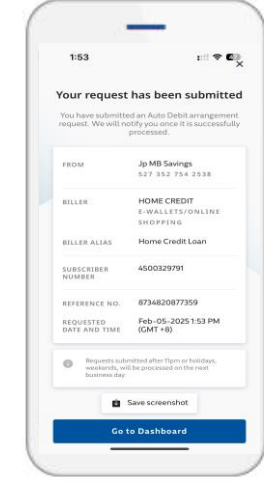 1:53
Your request has been submitted
You have submitted an Auto Debit arrangement
request. We will notify you once it is successfully
processed.
FROM
Jp MB Savings
527 352 754 2538
BILLER
HOME CREDIT
E-WALLETS/ONLINE
SHOPPING
BILLER ALIAS
Home Credit Loan
SUBSCRIBER
NUMBER
4500329791
REFERENCE NO.
8734820877359
REQUESTED
DATE AND TIME
Feb-05-2025 1:53 PM
(GMT +8)
Requests submitted after 11pm or holidays,
weekends, will be processed on the next
business day
Save screenshot
Go to Dashboard